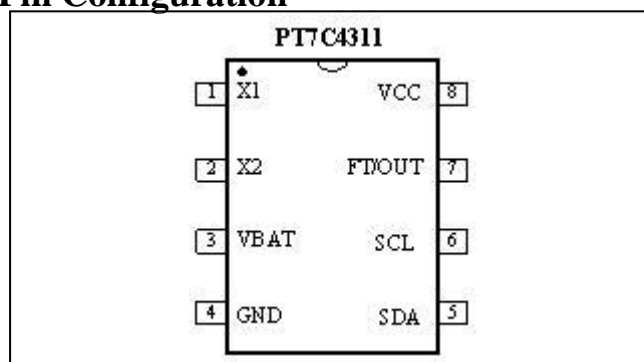 Pin Configuration
PT7C4311
1 X1 VCC 8
2 X2 FT/OUT 7
3 VBAT SCL 6
4 GND SDA 5